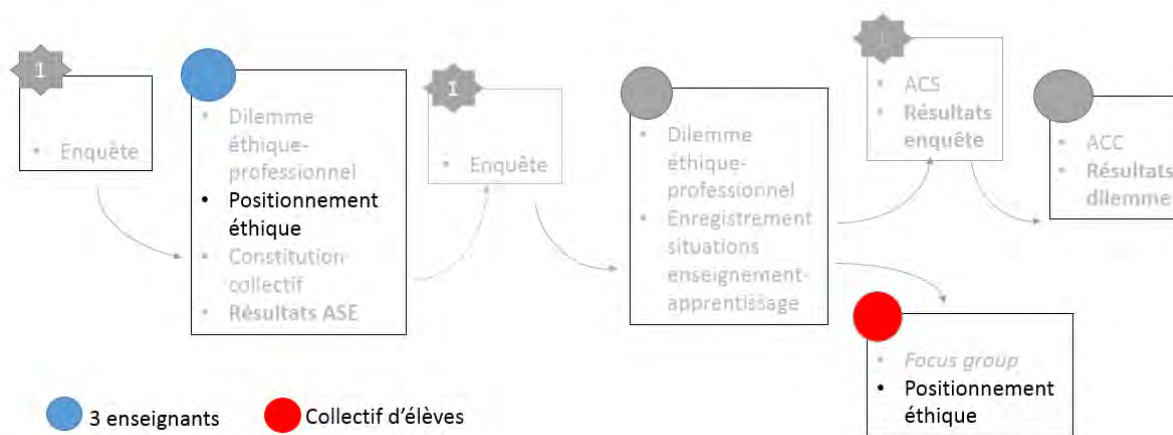 1
• Enquête
• Dilemme
éthique-
professionnel
• Positionnement
éthique
• Constitution
collectif
• Résultats ASE
1
• Enquête
• Dilemme
éthique-
professionnel
• Enregistrement
situations
enseignement-
apprentissage
1
• ACS
• Résultats
enquête
• ACC
• Résultats
dilemme
• Focus group
• Positionnement
éthique
3 enseignants
Collectif d'élèves